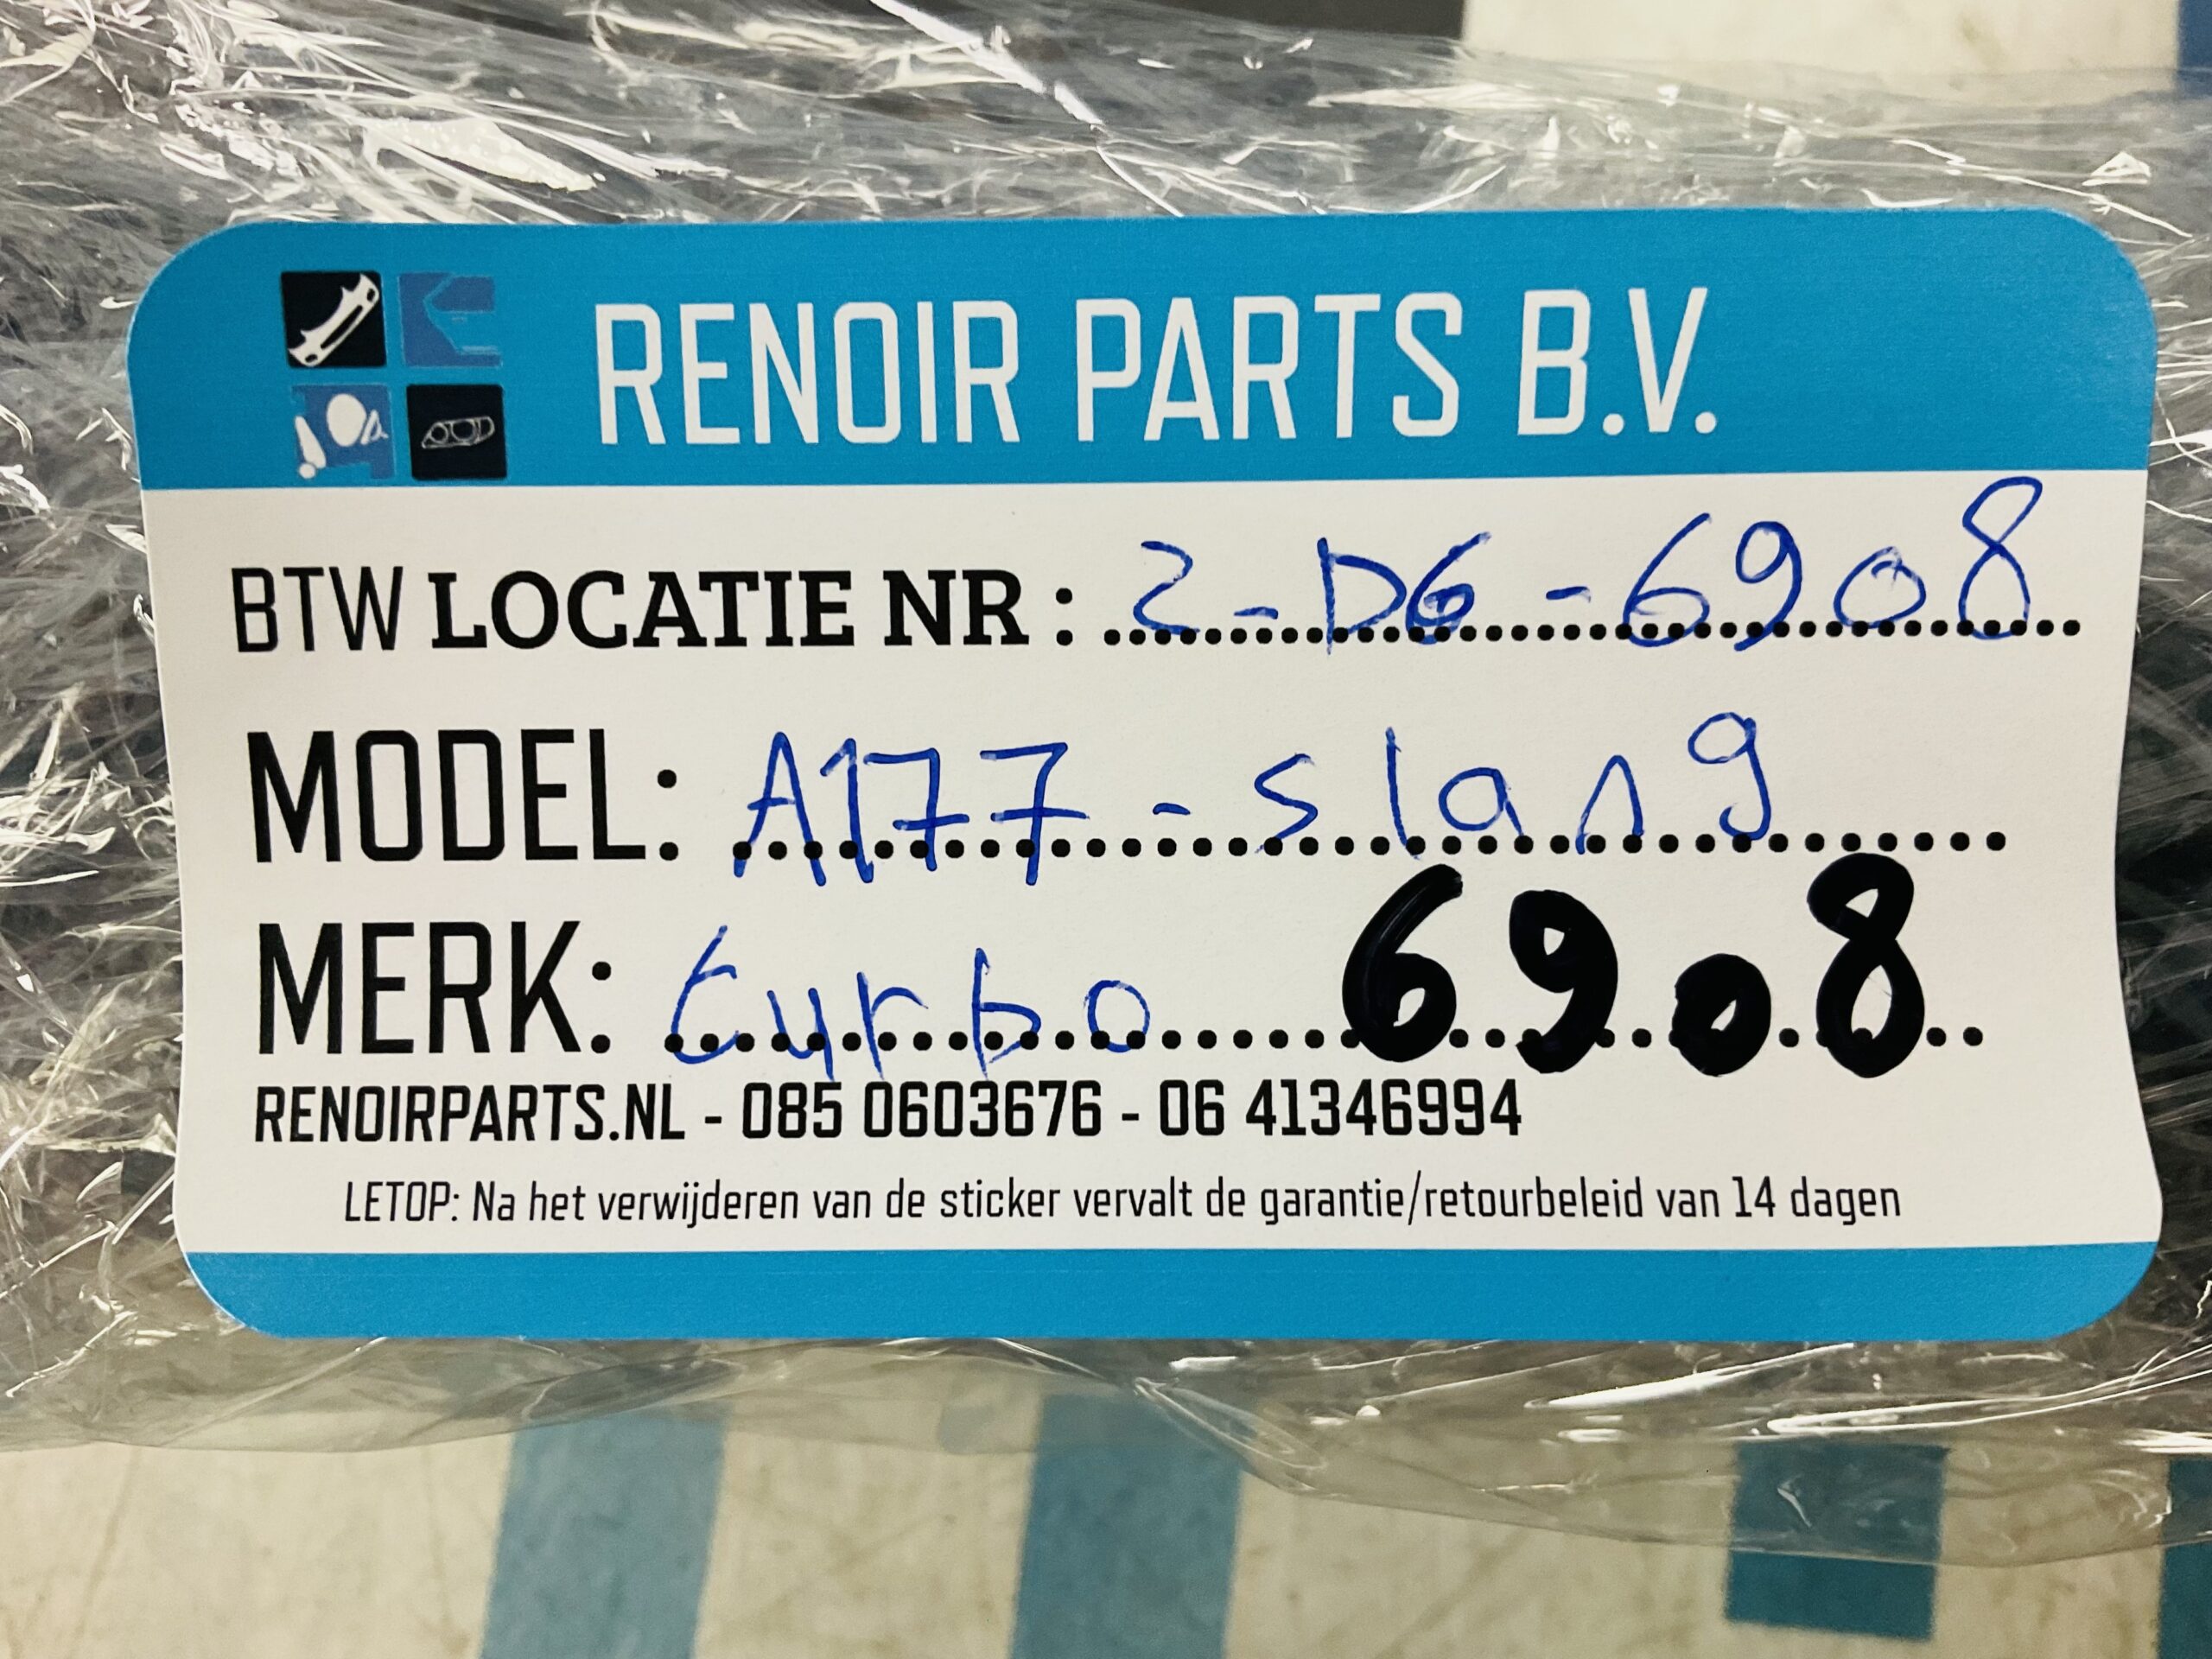 RENOIR PARTS B.V.
BTW LOCATIE NR : 2-D6-6908
MODEL: A177-slang
MERK: turbo 6908
RENOIRPARTS.NL - 085 0603676 - 06 41346994
LETOP: Na het verwijderen van de sticker vervalt de garantie/retourbeleid van 14 dagen